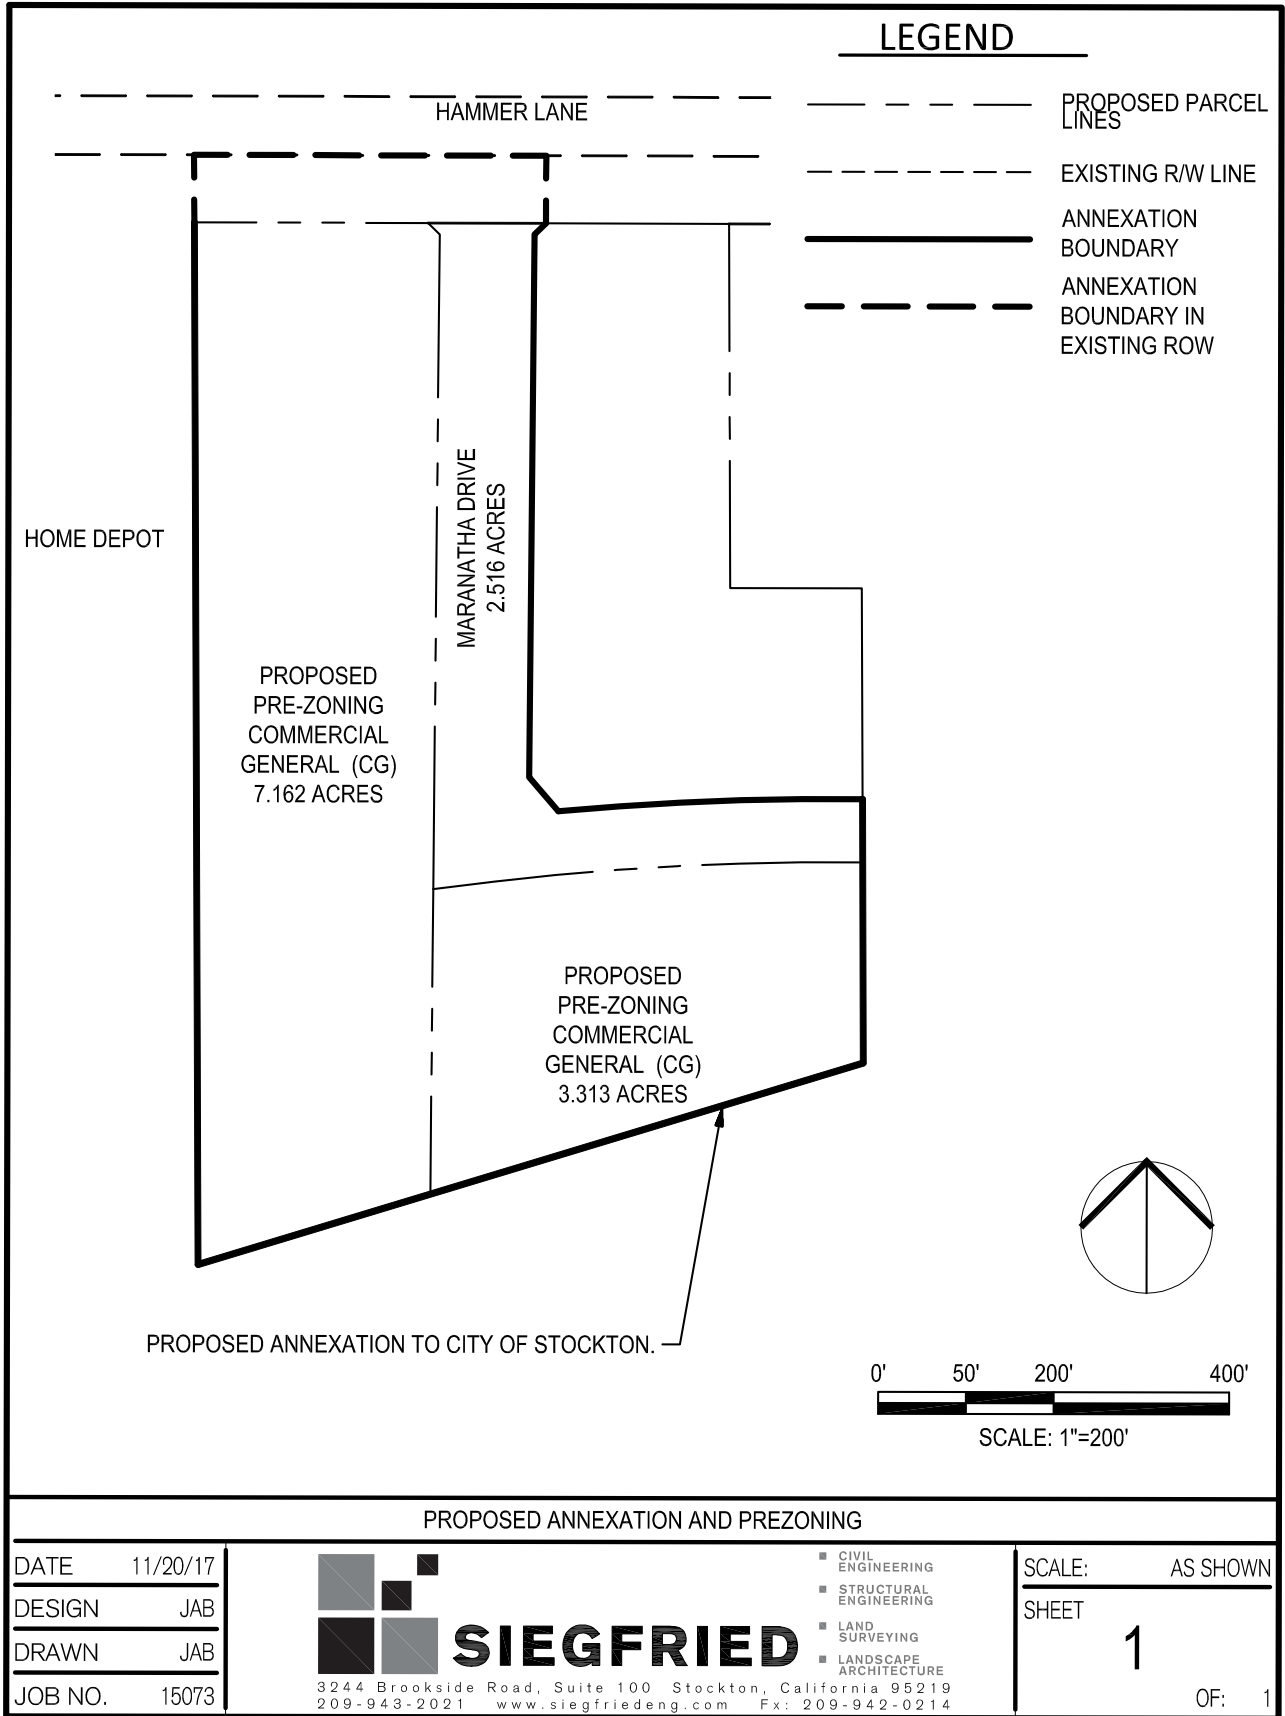 LEGEND
HAMMER LANE
PROPOSED PARCEL
LINES
EXISTING R/W LINE
ANNEXATION
BOUNDARY
ANNEXATION
BOUNDARY IN
EXISTING ROW
HOME DEPOT
MARANATHA DRIVE
2.516 ACRES
PROPOSED
PRE-ZONING
COMMERCIAL
GENERAL (CG)
7.162 ACRES
PROPOSED
PRE-ZONING
COMMERCIAL
GENERAL (CG)
3.313 ACRES
PROPOSED ANNEXATION TO CITY OF STOCKTON.
0' 50' 200' 400'
SCALE: 1"=200'
PROPOSED ANNEXATION AND PREZONING
DATE 11/20/17
DESIGN JAB
DRAWN JAB
JOB NO. 15073
SIEGFRIED
CIVIL
ENGINEERING
STRUCTURAL
ENGINEERING
LAND
SURVEYING
LANDSCAPE
ARCHITECTURE
3244 Brookside Road, Suite 100 Stockton, California 95219
209-943-2021 www.siegfriedeng.com Fx: 209-942-0214
SCALE: AS SHOWN
SHEET
1
OF: 1